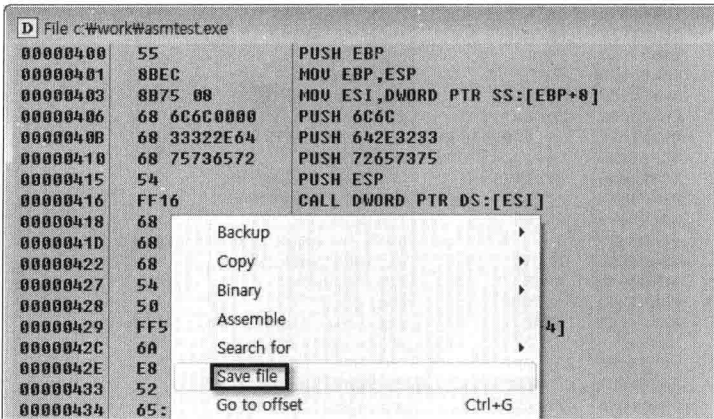 D File c:₩work₩asmtest.exe
00000400 55 PUSH EBP
00000401 8BEC MOV EBP,ESP
00000403 8B75 08 MOV ESI,DWORD PTR SS:[EBP+8]
00000406 68 6C6C0000 PUSH 6C6C
0000040B 68 33322E64 PUSH 642E3233
00000410 68 75736572 PUSH 72657375
00000415 54 PUSH ESP
00000416 FF16 CALL DWORD PTR DS:[ESI]
00000418 68
0000041D 68
00000422 68
00000427 54
00000428 50
00000429 FF5 4]
0000042C 6A
0000042E E8
00000433 52
00000434 65:
Backup
Copy
Binary
Assemble
Search for
Save file
Go to offset Ctrl+G